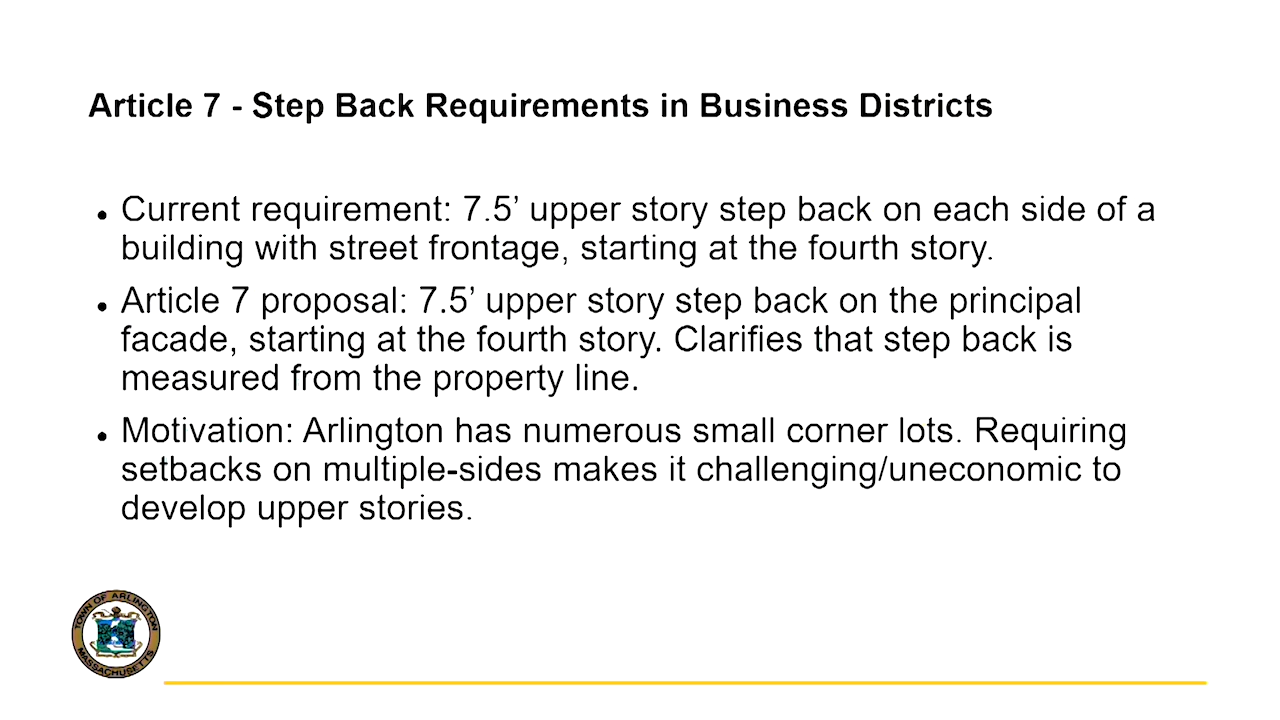 Article 7 - Step Back Requirements in Business Districts
• Current requirement: 7.5’ upper story step back on each side of a
building with street frontage, starting at the fourth story.
• Article 7 proposal: 7.5’ upper story step back on the principal
facade, starting at the fourth story. Clarifies that step back is
measured from the property line.
• Motivation: Arlington has numerous small corner lots. Requiring
setbacks on multiple-sides makes it challenging/uneconomic to
develop upper stories.
TOWN OF ARLINGTON
MASSACHUSETTS